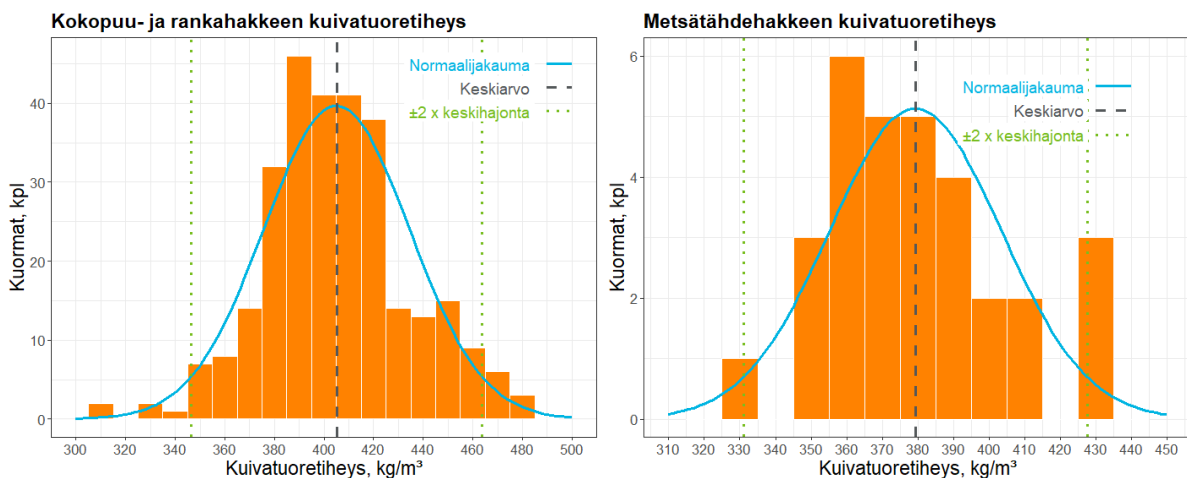 Kokopuu- ja rankahakkeen kuivatuoretiheys
Normaalijakauma
Keskiarvo
±2 x keskihajonta
Kuormat, kpl
40
30
20
10
0
300 320 340 360 380 400 420 440 460 480 500
Kuivatuoretiheys, kg/m³
Metsätähdehakkeen kuivatuoretiheys
Normaalijakauma
Keskiarvo
±2 x keskihajonta
Kuormat, kpl
6
4
2
0
310 320 330 340 350 360 370 380 390 400 410 420 430 440 450
Kuivatuoretiheys, kg/m³